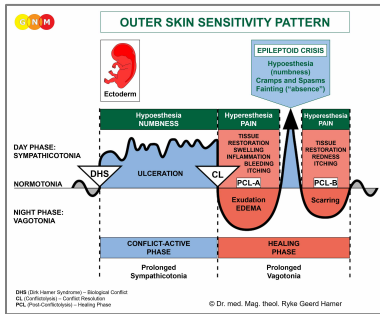 GNM
OUTER SKIN SENSITIVITY PATTERN
Ectoderm
EPILEPTOID CRISIS
Hypoesthesia
(numbness)
Cramps and Spasms
Fainting ("absence")
Hypoesthesia
NUMBNESS
Hyperesthesia
PAIN
Hyperesthesia
PAIN
DAY PHASE:
SYMPATHICOTONIA
TISSUE
RESTORATION
SWELLING
INFLAMMATION
BLEEDING
ITCHING
TISSUE
RESTORATION
REDNESS
ITCHING
DHS
ULCERATION
CL
PCL-A
PCL-B
NORMOTONIA
NIGHT PHASE:
VAGOTONIA
Exudation
EDEMA
Scarring
CONFLICT-ACTIVE
PHASE
HEALING
PHASE
Prolonged
Sympathicotonia
Prolonged
Vagotonia
DHS (Dirk Hamer Syndrome) – Biological Conflict
CL (Conflictolysis) – Conflict Resolution
PCL (Post-Conflictolysis) – Healing Phase
© Dr. med. Mag. theol. Ryke Geerd Hamer